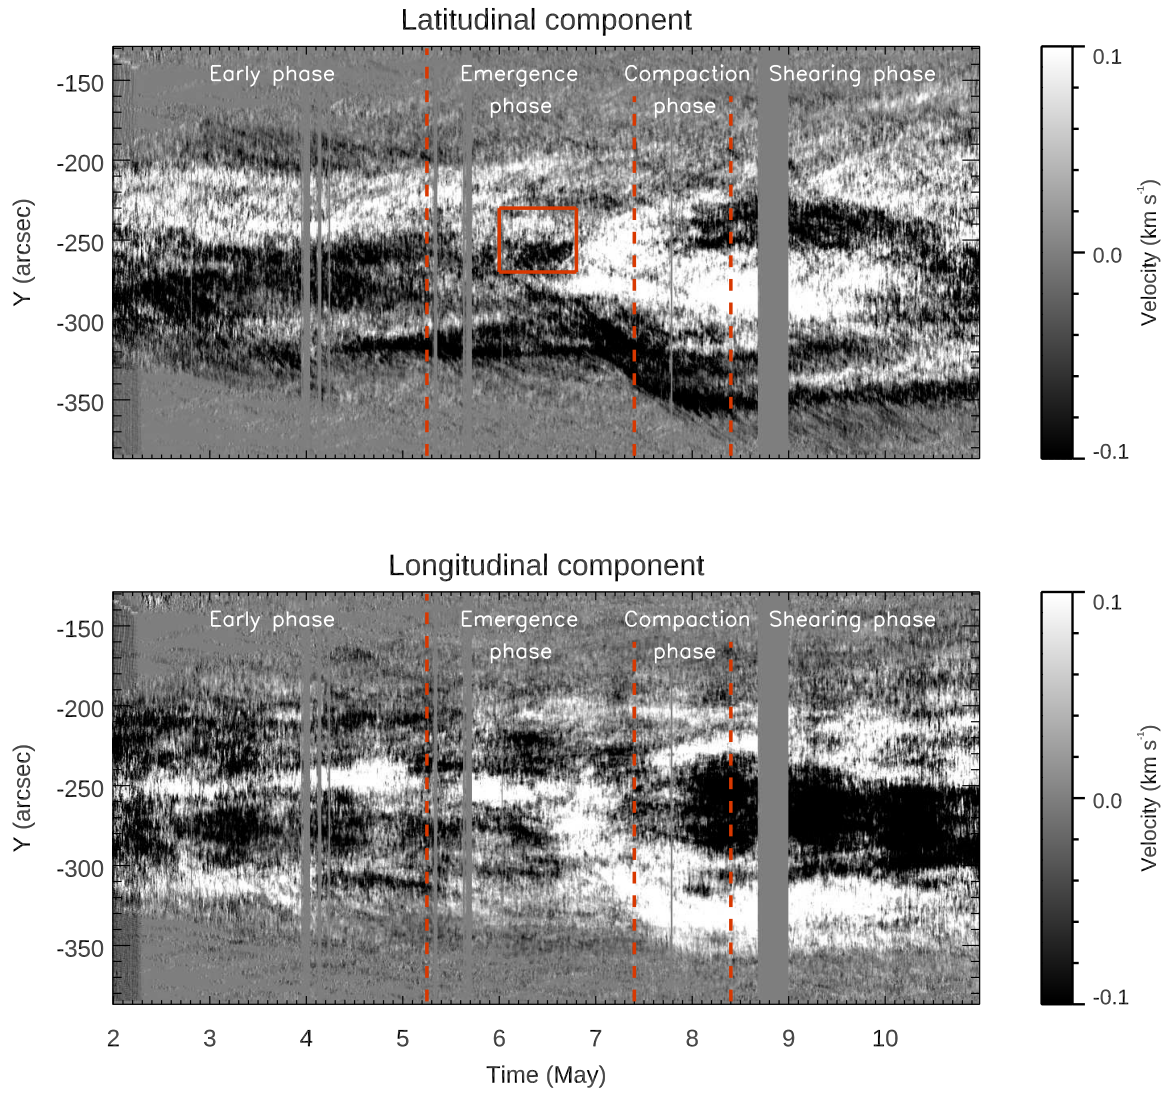 Latitudinal component
Early phase
Emergence
phase
Compaction
phase
Shearing phase
-150
-200
-250
-300
-350
Y (arcsec)
0.1
0.0
-0.1
Velocity (km s-1)
Longitudinal component
Early phase
Emergence
phase
Compaction
phase
Shearing phase
-150
-200
-250
-300
-350
Y (arcsec)
0.1
0.0
-0.1
Velocity (km s-1)
2 3 4 5 6 7 8 9 10
Time (May)